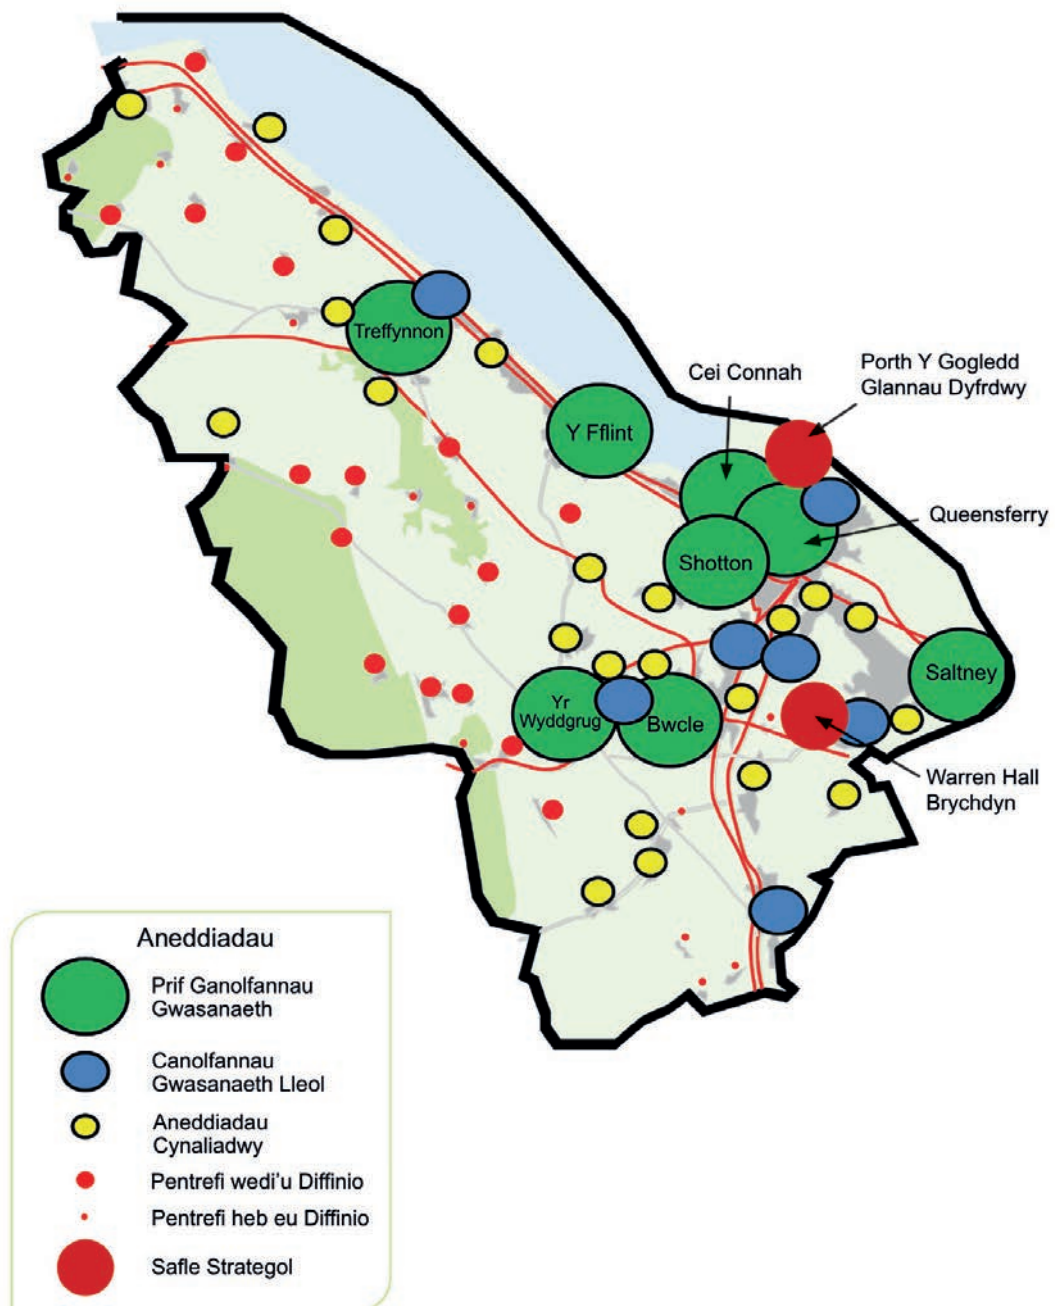 Treffynnon
Y Fflint
Cei Connah
Porth Y Gogledd
Glannau Dyfrdwy
Queensferry
Shotton
Saltney
Yr
Wyddgrug
Bwcle
Warren Hall
Brychdyn
Aneddiadau
Prif Ganolfannau
Gwasanaeth
Canolfannau
Gwasanaeth Lleol
Aneddiadau
Cynaliadwy
Pentrefi wedi'u Diffinio
Pentrefi heb eu Diffinio
Safle Strategol